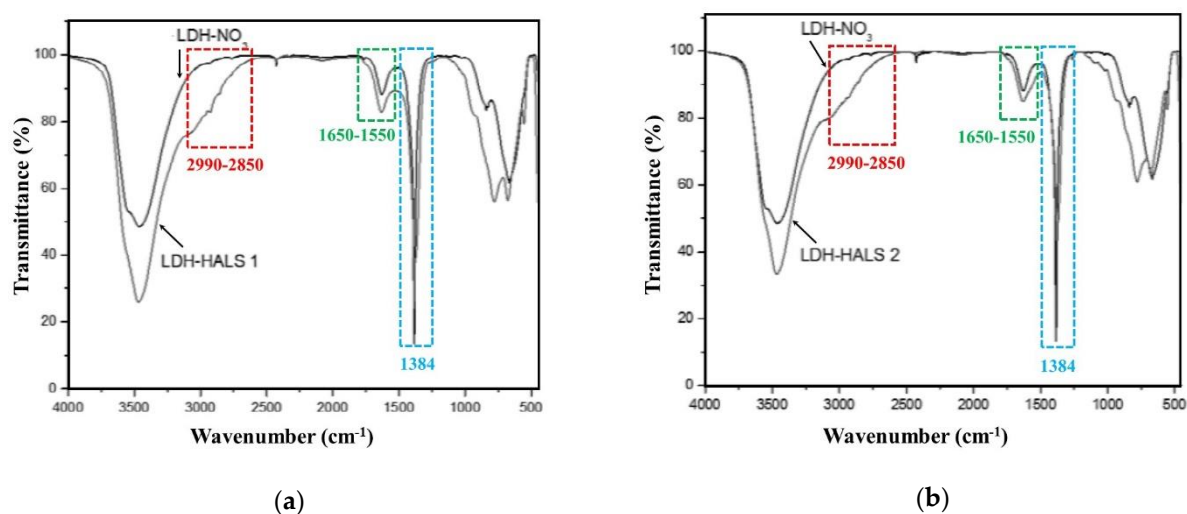 LDH-NO3
2990-2850
1650-1550
1384
LDH-HALS 1
Transmittance (%)
100
80
60
40
20
0
4000 3500 3000 2500 2000 1500 1000 500
Wavenumber (cm-1)
(a)
LDH-NO3
2990-2850
1650-1550
1384
LDH-HALS 2
Transmittance (%)
100
80
60
40
20
0
4000 3500 3000 2500 2000 1500 1000 500
Wavenumber (cm-1)
(b)